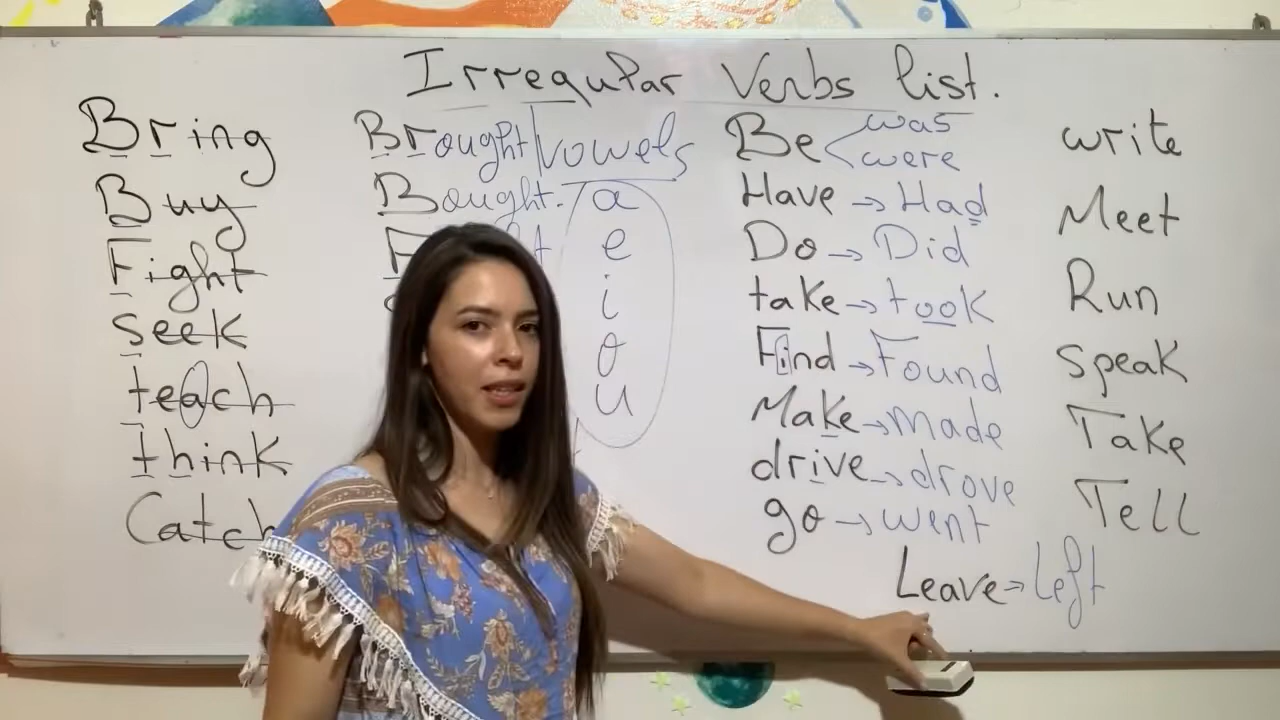 Irregular Verbs list.
Bring
Buy
Fight
seek
teach
think
Catch
Brought
Bought.
vowels
a
e
i
o
u
Be was
were
Have → Had
Do → Did
take → took
Find → Found
Make → Made
drive → drove
go → went
Leave → Left
write
Meet
Run
speak
Take
Tell